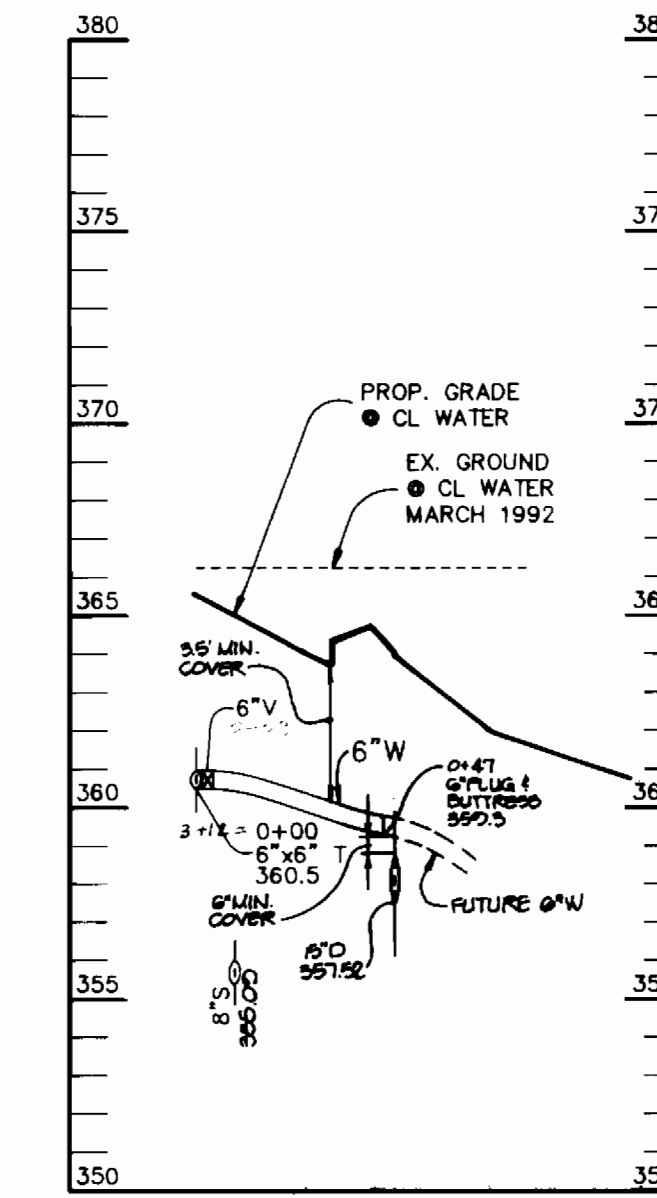 380
38
375
37
PROP. GRADE
@ CL WATER
370
37
EX. GROUND
@ CL WATER
MARCH 1992
365
36
3.5' MIN.
COVER
6"V
6"W
0+47
6"PLUG &
BUTTRESS
359.3
360
36
3+12 = 0+00
6"x6" T
360.5
6"MIN.
COVER
FUTURE 6"W
15"D
357.52
355
35
8"S
350
35